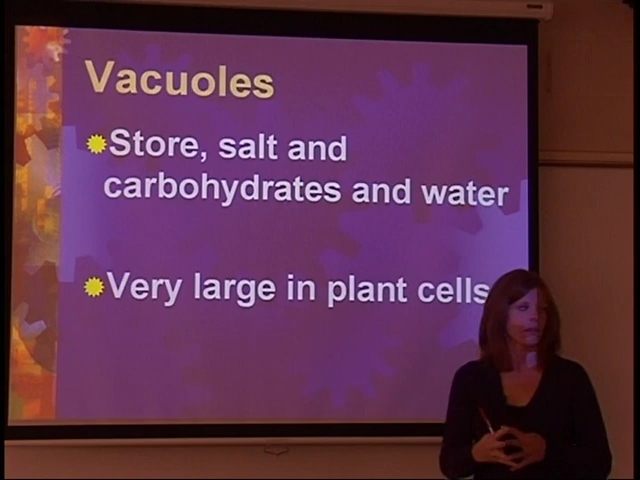 Vacuoles
Store, salt and
carbohydrates and water
Very large in plant cells